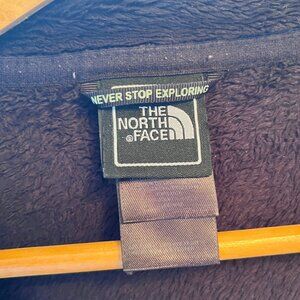 NEVER STOP EXPLORING
THE
NORTH
®FACE